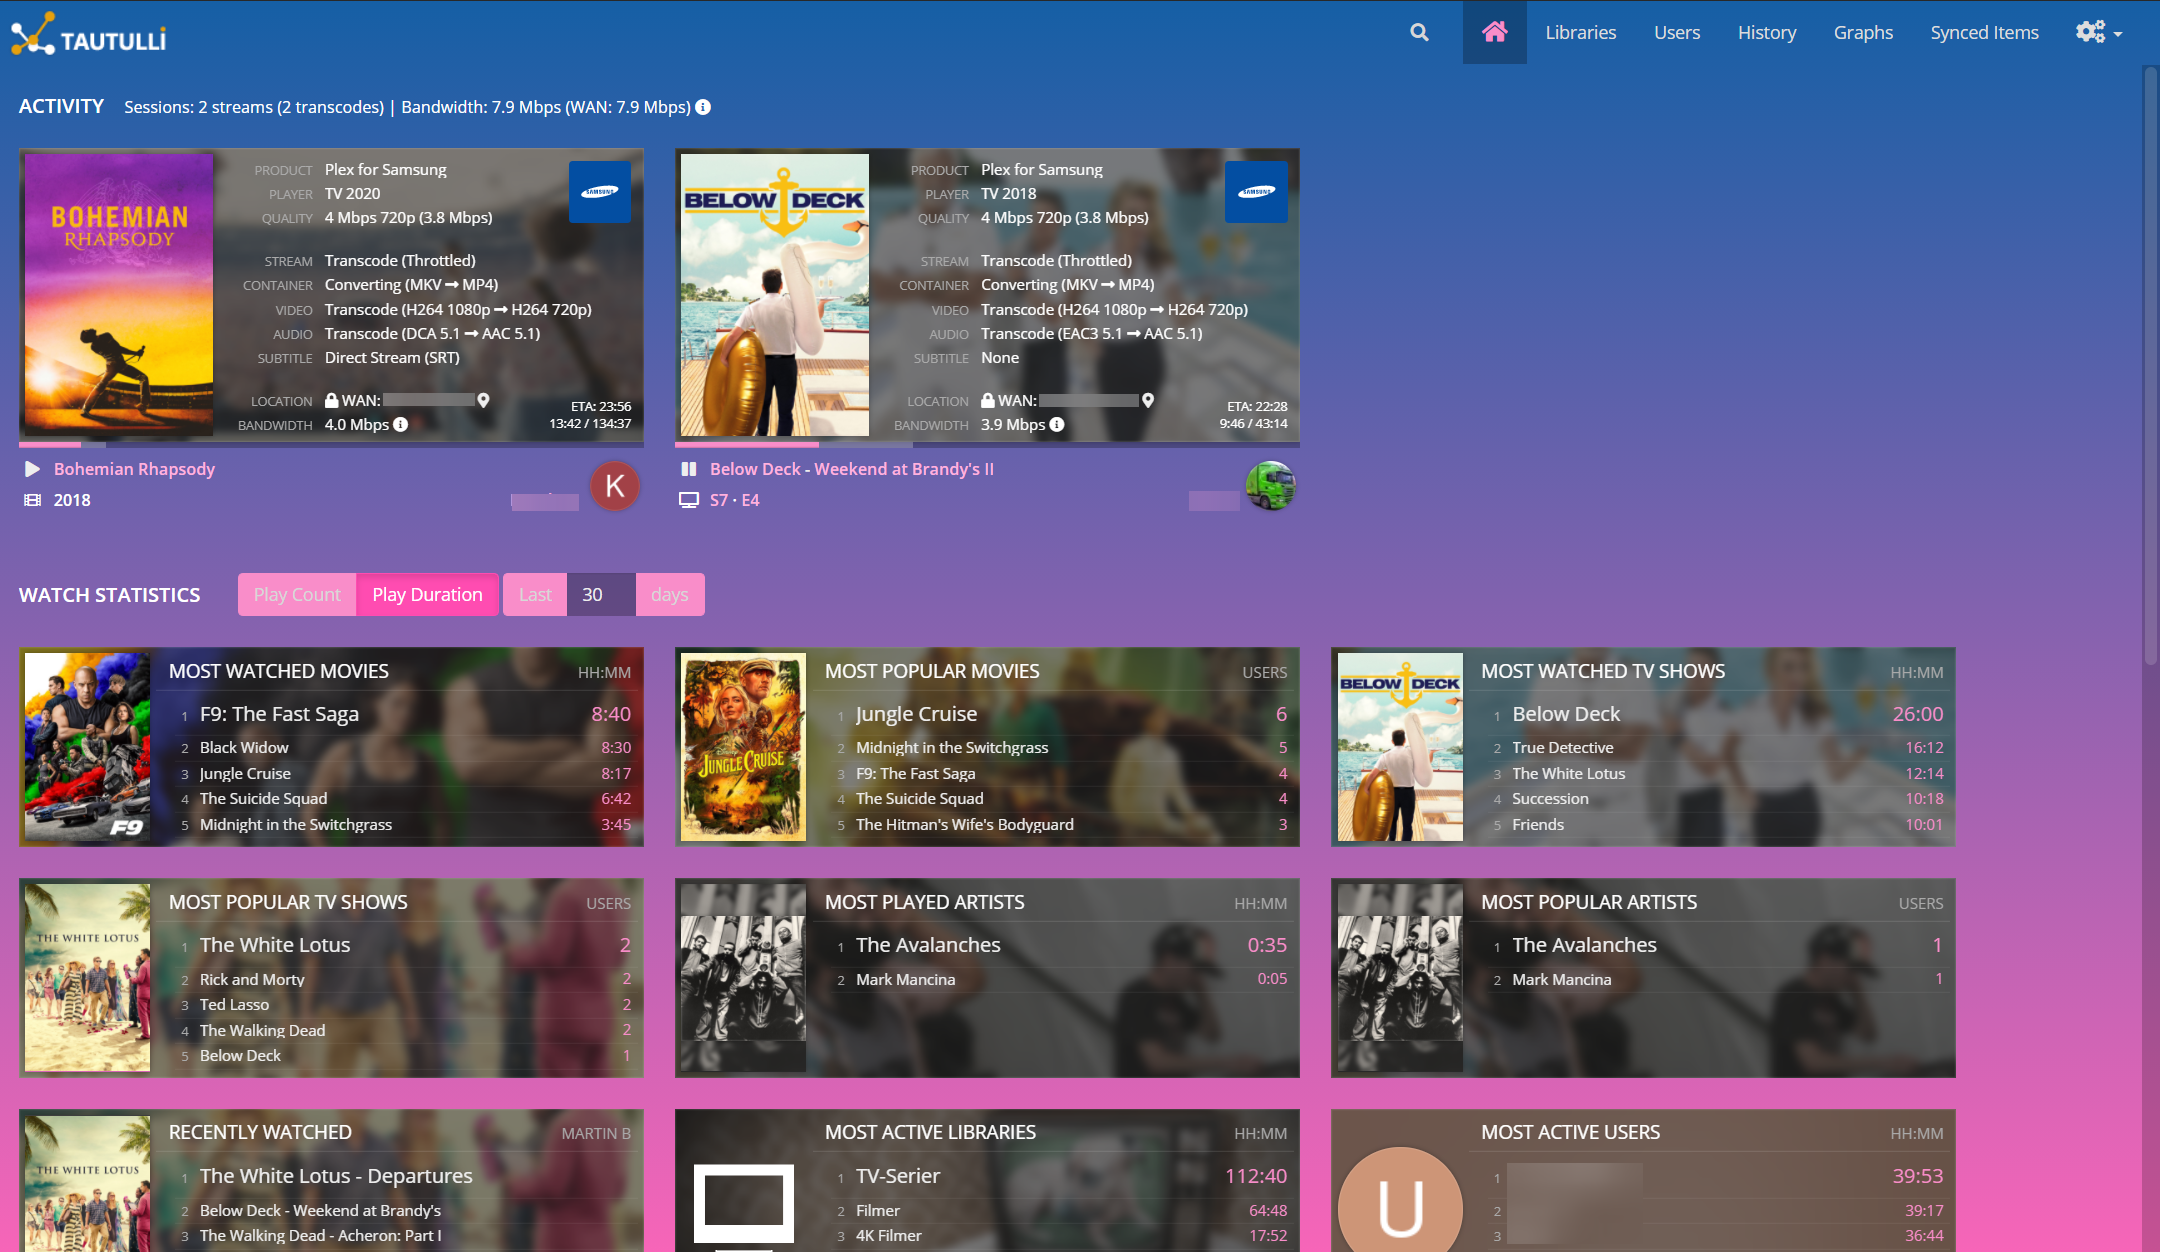 TAUTULLI
Libraries
Users
History
Graphs
Synced Items
ACTIVITY
Sessions: 2 streams (2 transcodes) | Bandwidth: 7.9 Mbps (WAN: 7.9 Mbps)
BOHEMIAN
RHAPSODY
PRODUCT Plex for Samsung
PLAYER TV 2020
QUALITY 4 Mbps 720p (3.8 Mbps)
STREAM Transcode (Throttled)
CONTAINER Converting (MKV → MP4)
VIDEO Transcode (H264 1080p → H264 720p)
AUDIO Transcode (DCA 5.1 → AAC 5.1)
SUBTITLE Direct Stream (SRT)
LOCATION WAN:
BANDWIDTH 4.0 Mbps
SAMSUNG
ETA: 23:56
13:42 / 134:37
Bohemian Rhapsody
2018
K
BELOW DECK
PRODUCT Plex for Samsung
PLAYER TV 2018
QUALITY 4 Mbps 720p (3.8 Mbps)
STREAM Transcode (Throttled)
CONTAINER Converting (MKV → MP4)
VIDEO Transcode (H264 1080p → H264 720p)
AUDIO Transcode (EAC3 5.1 → AAC 5.1)
SUBTITLE None
LOCATION WAN:
BANDWIDTH 3.9 Mbps
SAMSUNG
ETA: 22:28
9:46 / 43:14
Below Deck - Weekend at Brandy's II
S7 · E4
WATCH STATISTICS
Play Count
Play Duration
Last 30 days
F9
MOST WATCHED MOVIES HH:MM
1 F9: The Fast Saga 8:40
2 Black Widow 8:30
3 Jungle Cruise 8:17
4 The Suicide Squad 6:42
5 Midnight in the Switchgrass 3:45
JUNGLE CRUISE
MOST POPULAR MOVIES USERS
1 Jungle Cruise 6
2 Midnight in the Switchgrass 5
3 F9: The Fast Saga 4
4 The Suicide Squad 4
5 The Hitman's Wife's Bodyguard 3
BELOW DECK
MOST WATCHED TV SHOWS HH:MM
1 Below Deck 26:00
2 True Detective 16:12
3 The White Lotus 12:14
4 Succession 10:18
5 Friends 10:01
THE WHITE LOTUS
MOST POPULAR TV SHOWS USERS
1 The White Lotus 2
2 Rick and Morty 2
3 Ted Lasso 2
4 The Walking Dead 2
5 Below Deck 1
MOST PLAYED ARTISTS HH:MM
1 The Avalanches 0:35
2 Mark Mancina 0:05
MOST POPULAR ARTISTS USERS
1 The Avalanches 1
2 Mark Mancina 1
THE WHITE LOTUS
RECENTLY WATCHED MARTIN B
1 The White Lotus - Departures
2 Below Deck - Weekend at Brandy's
3 The Walking Dead - Acheron: Part I
MOST ACTIVE LIBRARIES HH:MM
1 TV-Serier 112:40
2 Filmer 64:48
3 4K Filmer 17:52
U
MOST ACTIVE USERS HH:MM
1 39:53
2 39:17
3 36:44